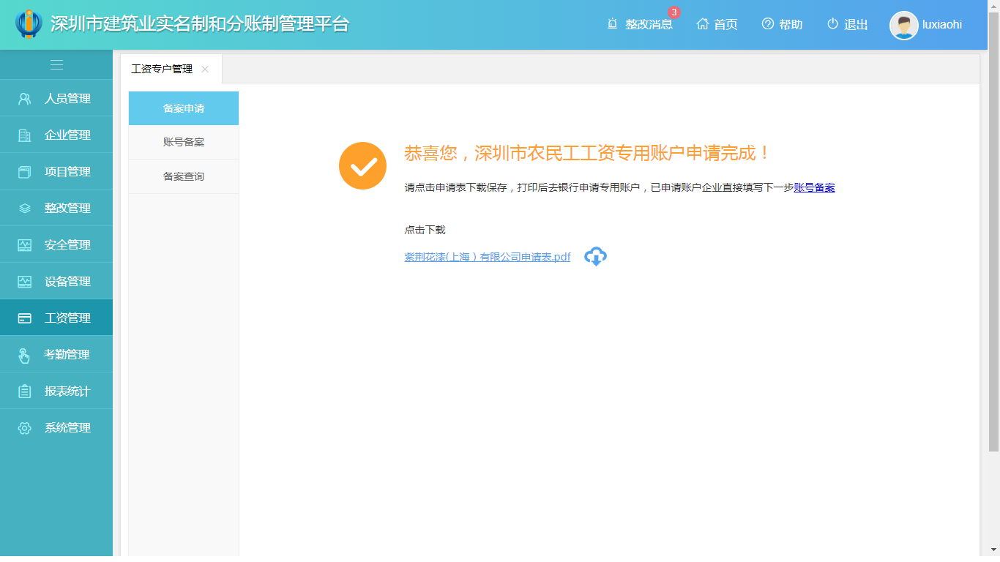 深圳市建筑业实名制和分账制管理平台
整改消息
3
首页
帮助
退出
luxiaohi
工资专户管理
人员管理
企业管理
项目管理
整改管理
安全管理
设备管理
工资管理
考勤管理
报表统计
系统管理
备案申请
账号备案
备案查询
恭喜您，深圳市农民工工资专用账户申请完成！
请点击申请表下载保存，打印后去银行申请专用账户，已申请账户企业直接填写下一步账号备案
点击下载
紫荆花漆(上海）有限公司申请表.pdf